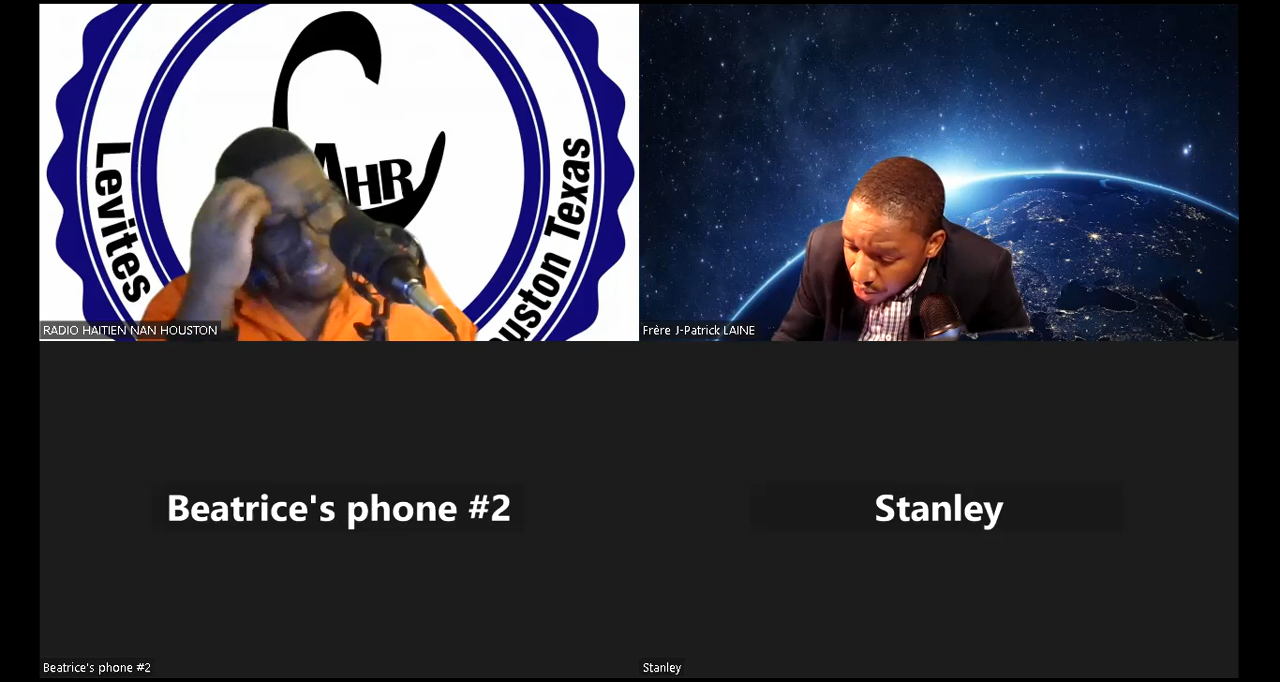 Levites
AHR
Houston Texas
RADIO HAITIEN NAN HOUSTON
Frère J-Patrick LAINE
Beatrice's phone #2
Stanley
Beatrice's phone #2
Stanley